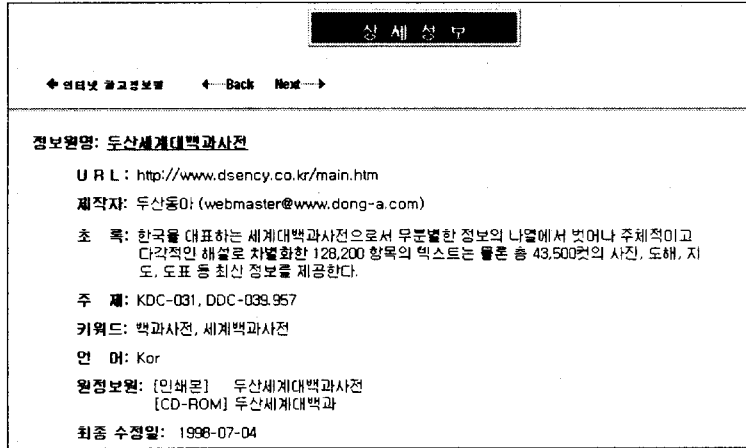 상 세 정 보
인터넷 참고정보원 Back Next
정보원명: 두산세계대백과사전
U R L : http://www.dsency.co.kr/main.htm
제작자: 두산동아 (webmaster@www.dong-a.com)
초 록: 한국을 대표하는 세계대백과사전으로서 무분별한 정보의 나열에서 벗어나 주체적이고
다각적인 해설로 차별화한 128,200 항목의 텍스트는 물론 총 43,500컷의 사진, 도해, 지
도, 도표 등 최신 정보를 제공한다.
주 제: KDC-031, DDC-039.957
키워드: 백과사전, 세계백과사전
언 어: Kor
원정보원: [인쇄본] 두산세계대백과사전
[CD-ROM] 두산세계대백과
최종 수정일: 1998-07-04